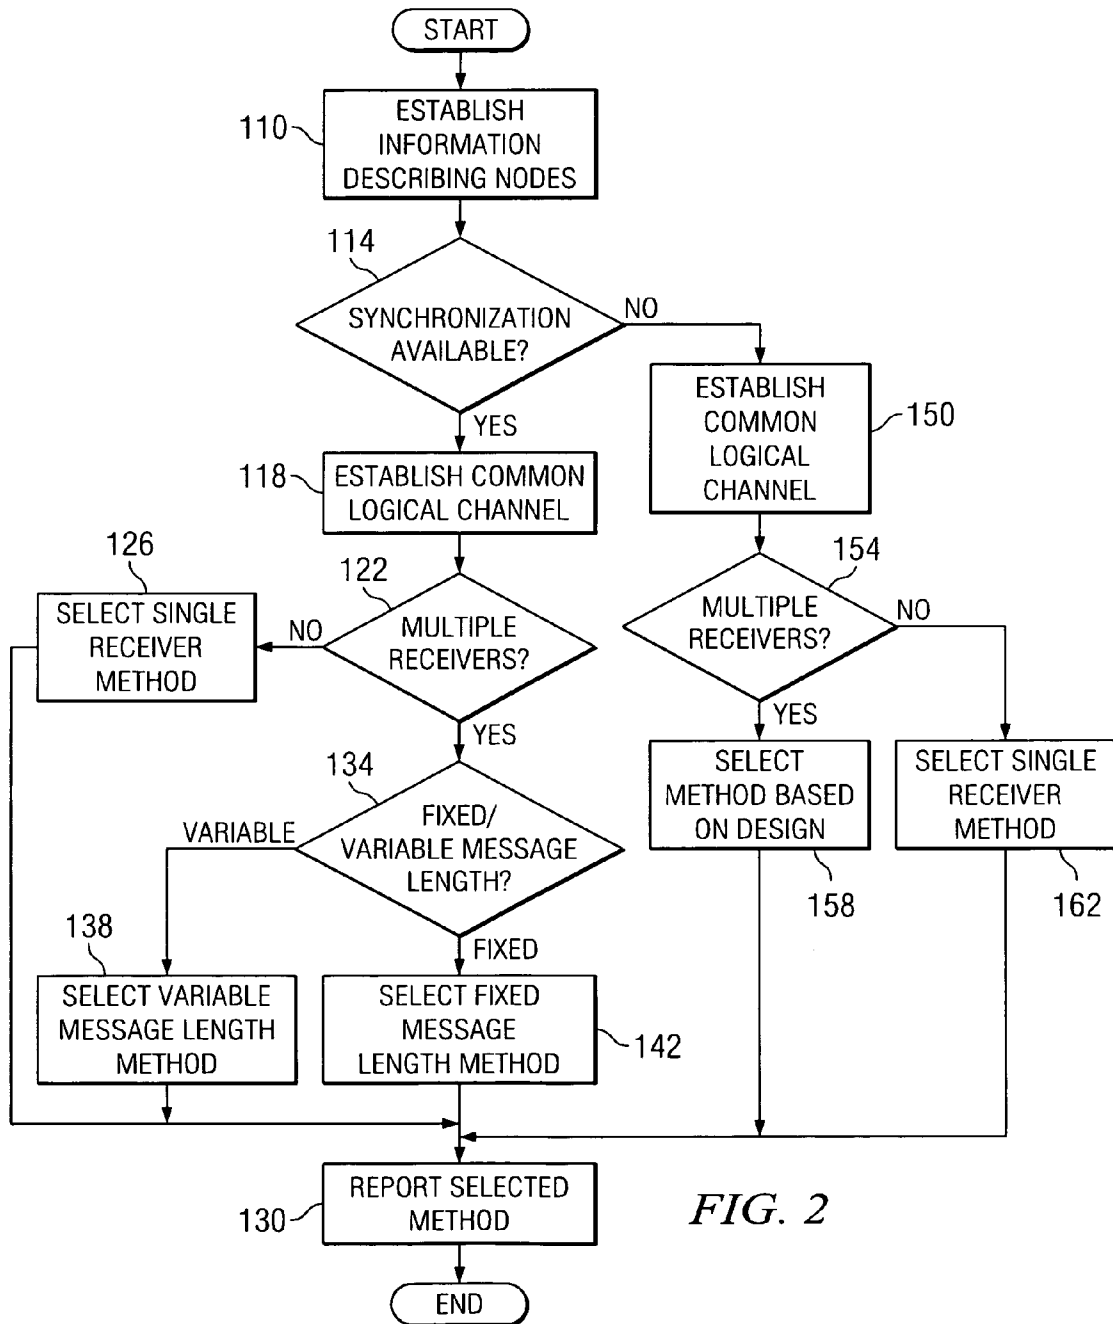 START
110
ESTABLISH
INFORMATION
DESCRIBING NODES
114
SYNCHRONIZATION
AVAILABLE?
NO
YES
118
ESTABLISH COMMON
LOGICAL CHANNEL
ESTABLISH
COMMON
LOGICAL
CHANNEL
150
126
SELECT SINGLE
RECEIVER
METHOD
122
NO
MULTIPLE
RECEIVERS?
YES
154
MULTIPLE
RECEIVERS?
NO
YES
134
VARIABLE
FIXED/
VARIABLE MESSAGE
LENGTH?
FIXED
SELECT
METHOD BASED
ON DESIGN
158
SELECT SINGLE
RECEIVER
METHOD
162
138
SELECT VARIABLE
MESSAGE LENGTH
METHOD
SELECT FIXED
MESSAGE
LENGTH METHOD
142
130
REPORT SELECTED
METHOD
FIG. 2
END